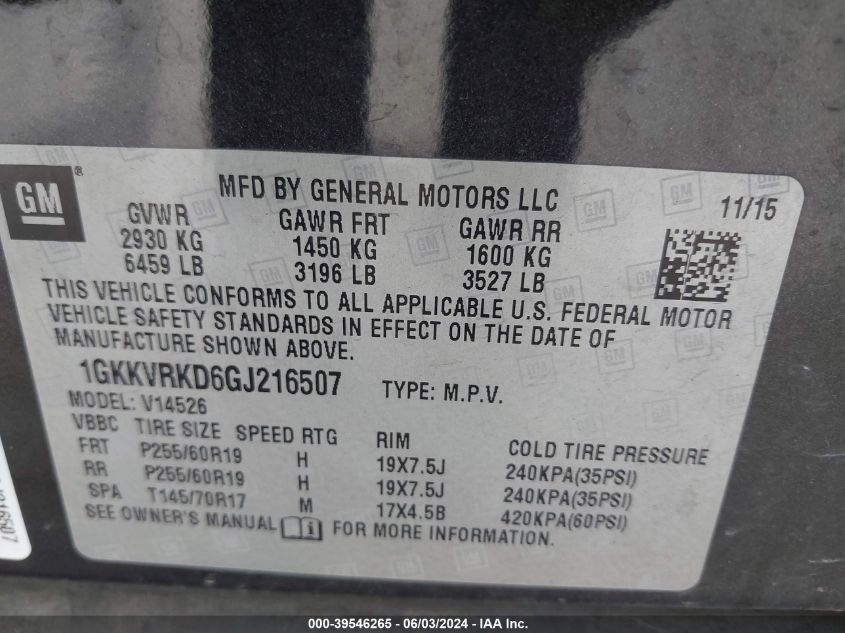 GM ®
MFD BY GENERAL MOTORS LLC
11/15
GVWR GAWR FRT GAWR RR
2930 KG 1450 KG 1600 KG
6459 LB 3196 LB 3527 LB
THIS VEHICLE CONFORMS TO ALL APPLICABLE U.S. FEDERAL MOTOR
VEHICLE SAFETY STANDARDS IN EFFECT ON THE DATE OF
MANUFACTURE SHOWN ABOVE.
1GKKVRKD6GJ216507 TYPE: M.P.V.
MODEL: V14526
VBBC TIRE SIZE SPEED RTG RIM COLD TIRE PRESSURE
FRT P255/60R19 H 19X7.5J 240KPA(35PSI)
RR P255/60R19 H 19X7.5J 240KPA(35PSI)
SPA T145/70R17 M 17X4.5B 420KPA(60PSI)
SEE OWNER'S MANUAL FOR MORE INFORMATION.
000-39546265 - 06/03/2024 - IAA Inc.